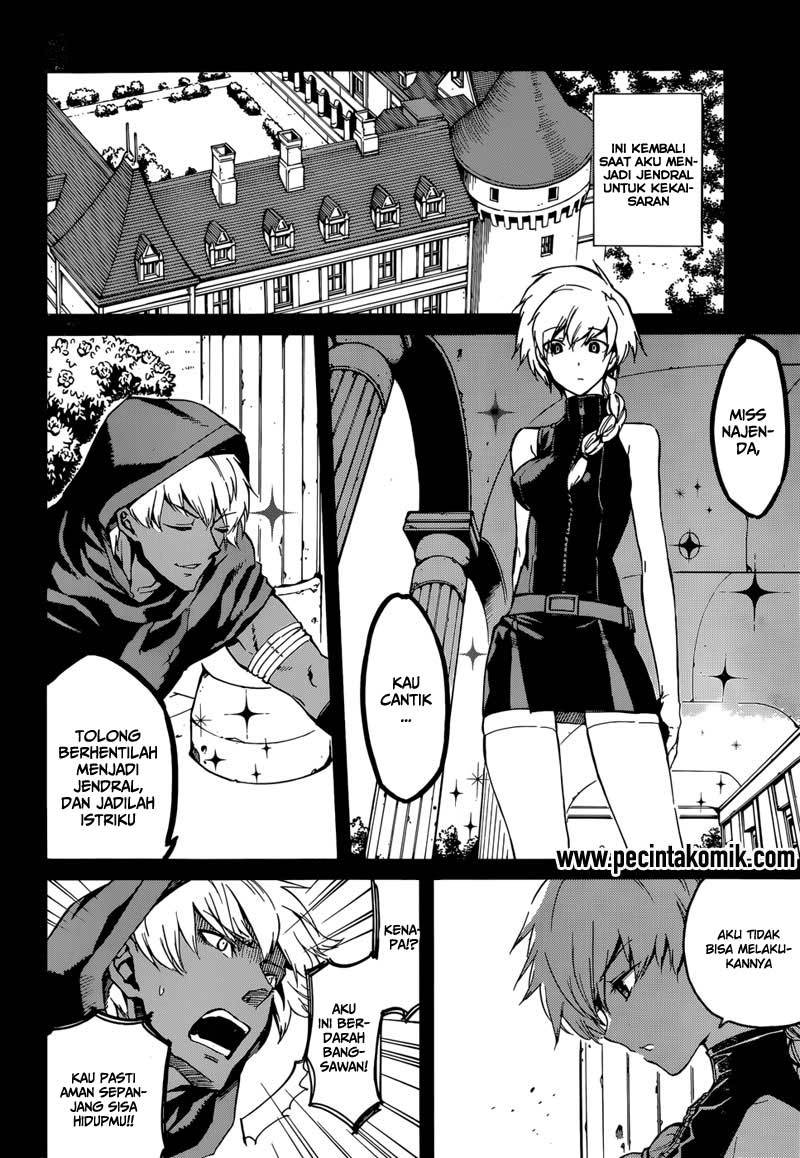 INI KEMBALI
SAAT AKU MEN-
JADI JENDRAL
UNTUK KEKAI-
SARAN
MISS
NAJEN-
DA,
KAU
CANTIK
...
TOLONG
BERHENTILAH
MENJADI
JENDRAL,
DAN JADILAH
ISTRIKU
www.pecintakomik.com
AKU TIDAK
BISA MELAKU-
KANNYA
KENA-
PA!?
AKU
INI BER-
DARAH
BANG-
SAWAN!
KAU PASTI
AMAN SEPAN-
JANG SISA
HIDUPMU!!